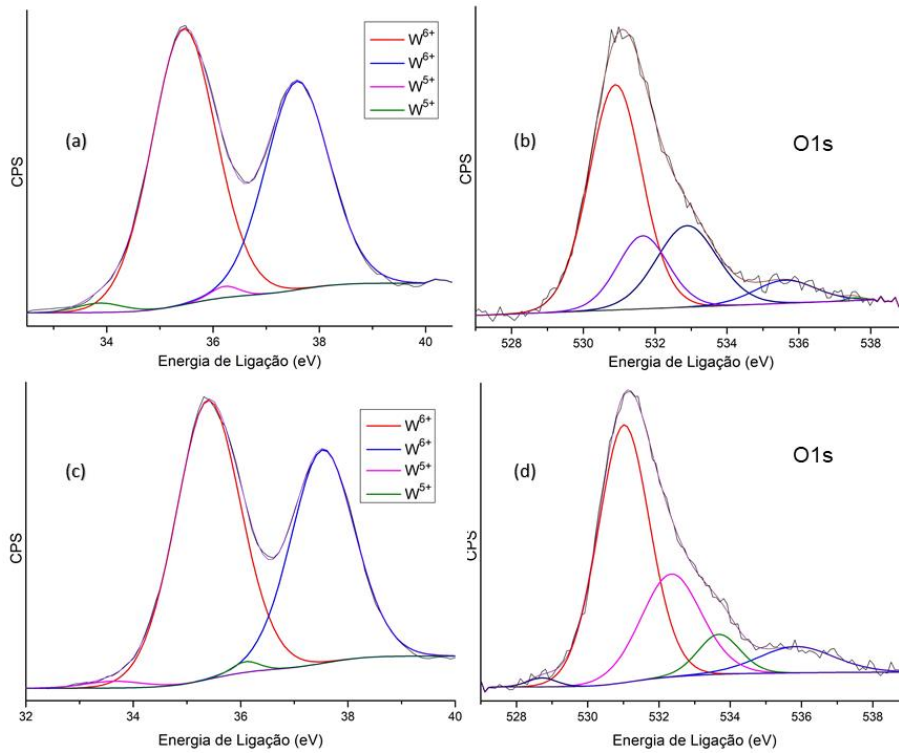 W6+
W6+
W5+
W5+
(a)
CPS
34 36 38 40
Energia de Ligação (eV)
(b)
O1s
CPS
528 530 532 534 536 538
Energia de Ligação (eV)
W6+
W6+
W5+
W5+
(c)
CPS
32 34 36 38 40
Energia de Ligação (eV)
(d)
O1s
CPS
528 530 532 534 536 538
Energia de Ligação (eV)